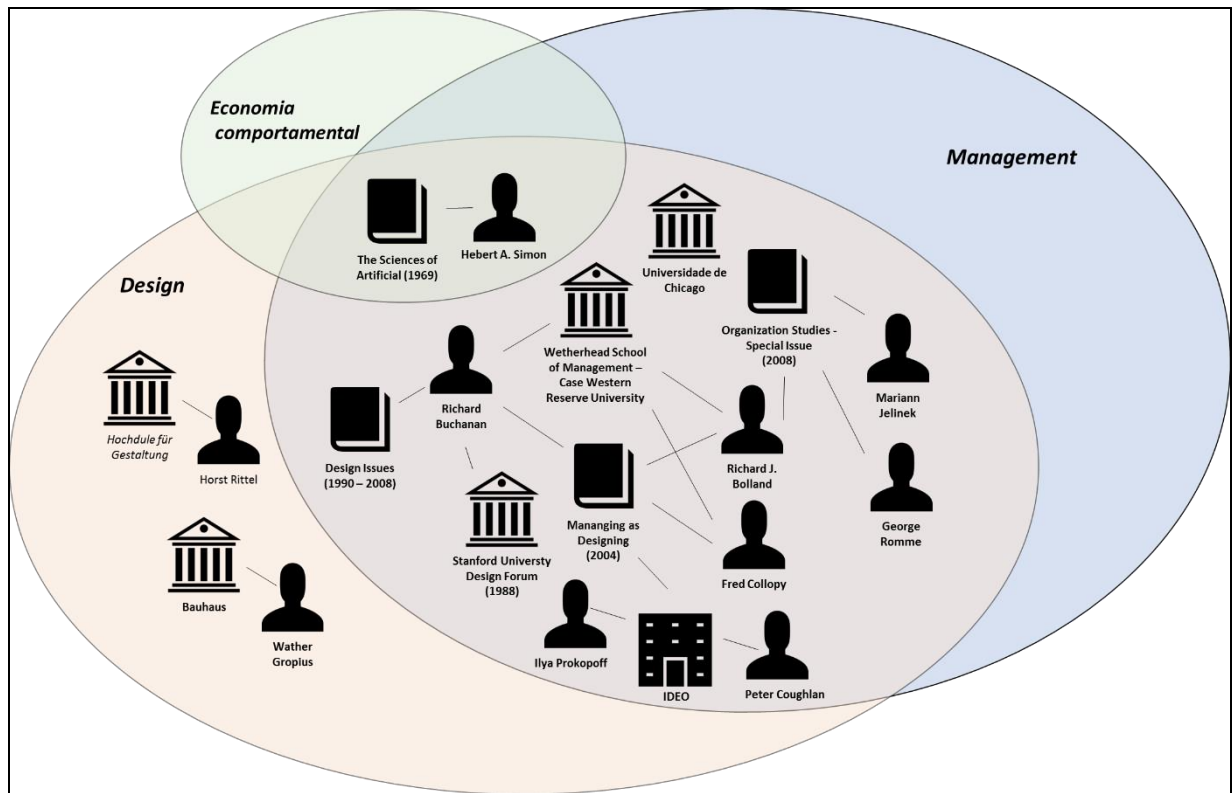 Economia
comportamental
Management
Design
The Sciences of
Artificial (1969)
Hebert A. Simon
Universidade de
Chicago
Wetherhead School
of Management –
Case Western
Reserve University
Organization Studies -
Special Issue
(2008)
Mariann
Jelinek
Richard
Buchanan
Hochdule für
Gestaltung
Horst Rittel
Design Issues
(1990 – 2008)
Richard J.
Bolland
Stanford Universty
Design Forum
(1988)
Mananging as
Designing
(2004)
George
Romme
Fred Collopy
Bauhaus
Wather
Gropius
Ilya Prokopoff
IDEO
Peter Coughlan